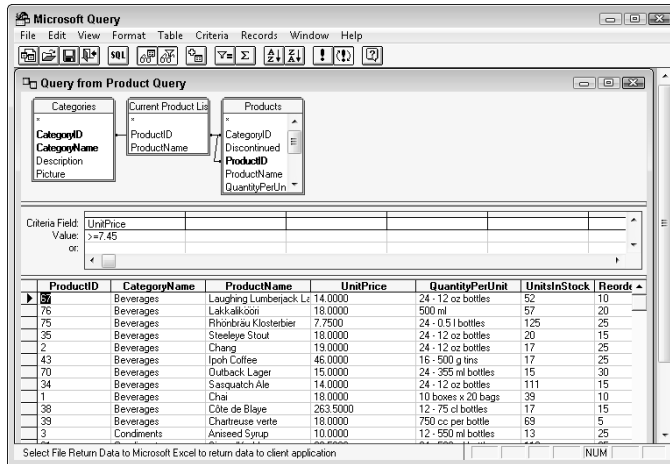 Microsoft Query
File Edit View Format Table Criteria Records Window Help
SQL
Query from Product Query
Categories
*
CategoryID
CategoryName
Description
Picture
Current Product Lis
*
ProductID
ProductName
Products
*
CategoryID
Discontinued
ProductID
ProductName
QuantityPerUn
Criteria Field: UnitPrice
Value: >=7.45
or:
ProductID CategoryName ProductName UnitPrice QuantityPerUnit UnitsInStock Reorde
67 Beverages Laughing Lumberjack La 14.0000 24 - 12 oz bottles 52 10
76 Beverages Lakkalikööri 18.0000 500 ml 57 20
75 Beverages Rhönbräu Klosterbier 7.7500 24 - 0.5 l bottles 125 25
35 Beverages Steeleye Stout 18.0000 24 - 12 oz bottles 20 15
2 Beverages Chang 19.0000 24 - 12 oz bottles 17 25
43 Beverages Ipoh Coffee 46.0000 16 - 500 g tins 17 25
70 Beverages Outback Lager 15.0000 24 - 355 ml bottles 15 30
34 Beverages Sasquatch Ale 14.0000 24 - 12 oz bottles 111 15
1 Beverages Chai 18.0000 10 boxes x 20 bags 39 10
38 Beverages Côte de Blaye 263.5000 12 - 75 cl bottles 17 15
39 Beverages Chartreuse verte 18.0000 750 cc per bottle 69 5
3 Condiments Aniseed Syrup 10.0000 12 - 550 ml bottles 13 25
Select File Return Data to Microsoft Excel to return data to client application NUM